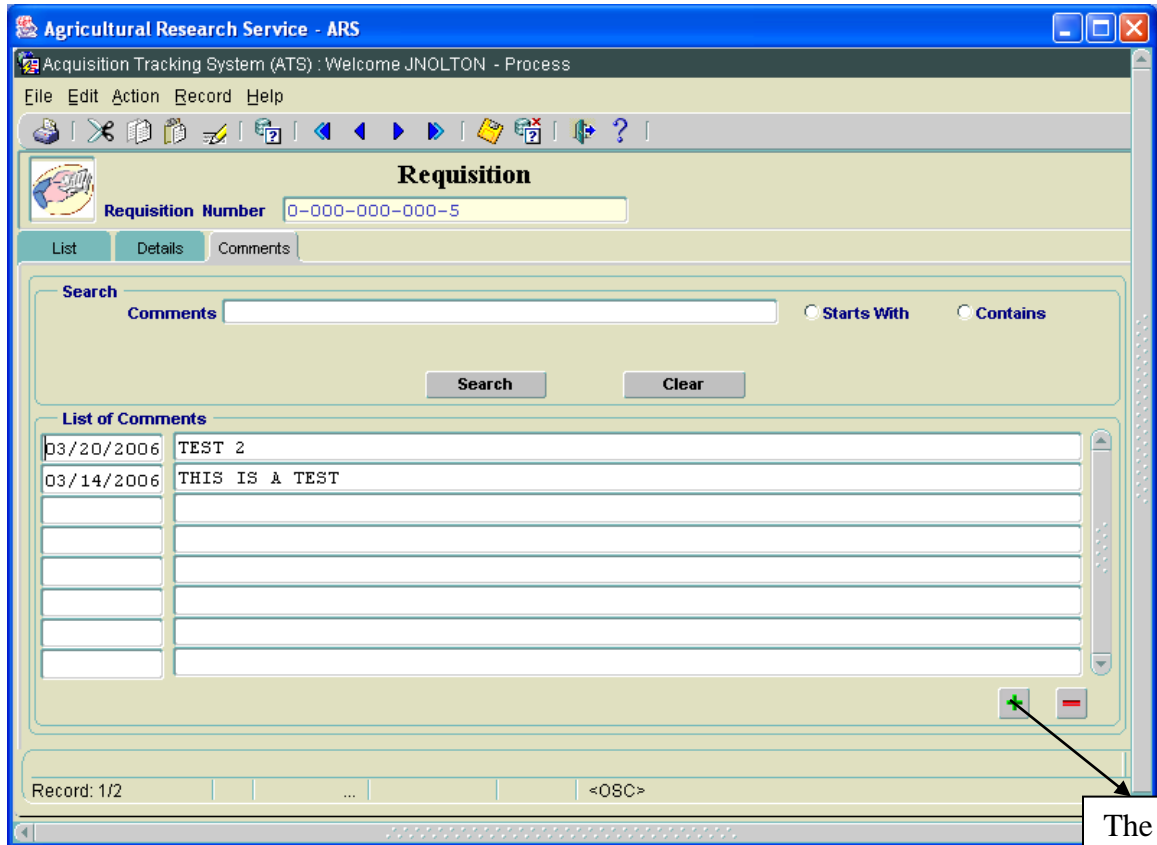 Agricultural Research Service - ARS
Acquisition Tracking System (ATS) : Welcome JNOLTON - Process
File Edit Action Record Help
Requisition
Requisition Number 0-000-000-000-5
List Details Comments
Search
Comments Starts With Contains
Search Clear
List of Comments
03/20/2006 TEST 2
03/14/2006 THIS IS A TEST
Record: 1/2 ... <OSC>
The